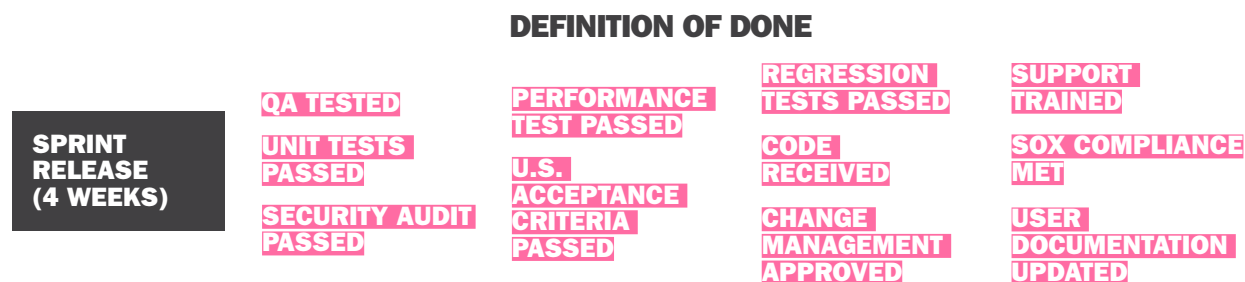 DEFINITION OF DONE
SPRINT
RELEASE
(4 WEEKS)
QA TESTED
UNIT TESTS
PASSED
SECURITY AUDIT
PASSED
PERFORMANCE
TEST PASSED
U.S.
ACCEPTANCE
CRITERIA
PASSED
REGRESSION
TESTS PASSED
CODE
RECEIVED
CHANGE
MANAGEMENT
APPROVED
SUPPORT
TRAINED
SOX COMPLIANCE
MET
USER
DOCUMENTATION
UPDATED